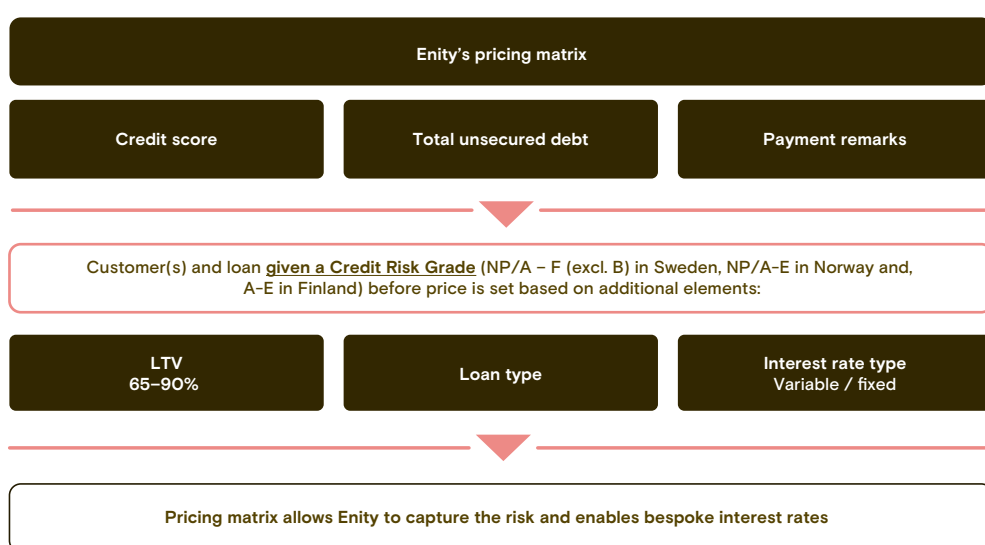 Enity’s pricing matrix
Credit score
Total unsecured debt
Payment remarks
Customer(s) and loan given a Credit Risk Grade (NP/A – F (excl. B) in Sweden, NP/A-E in Norway and,
A-E in Finland) before price is set based on additional elements:
LTV
65–90%
Loan type
Interest rate type
Variable / fixed
Pricing matrix allows Enity to capture the risk and enables bespoke interest rates